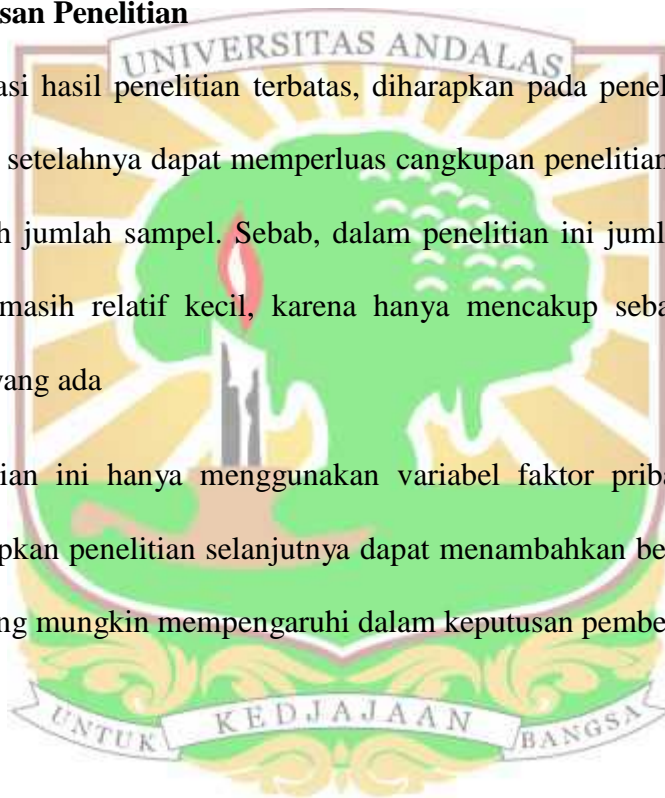 san Penelitian
UNIVERSITAS ANDALAS
asi hasil penelitian terbatas, diharapkan pada penel
setelahnya dapat memperluas cangkupan penelitian
h jumlah sampel. Sebab, dalam penelitian ini juml
masih relatif kecil, karena hanya mencakup seba
yang ada
ian ini hanya menggunakan variabel faktor priba
pkan penelitian selanjutnya dapat menambahkan be
ng mungkin mempengaruhi dalam keputusan pembe
UNTUK KEDJAJAAN BANGSA